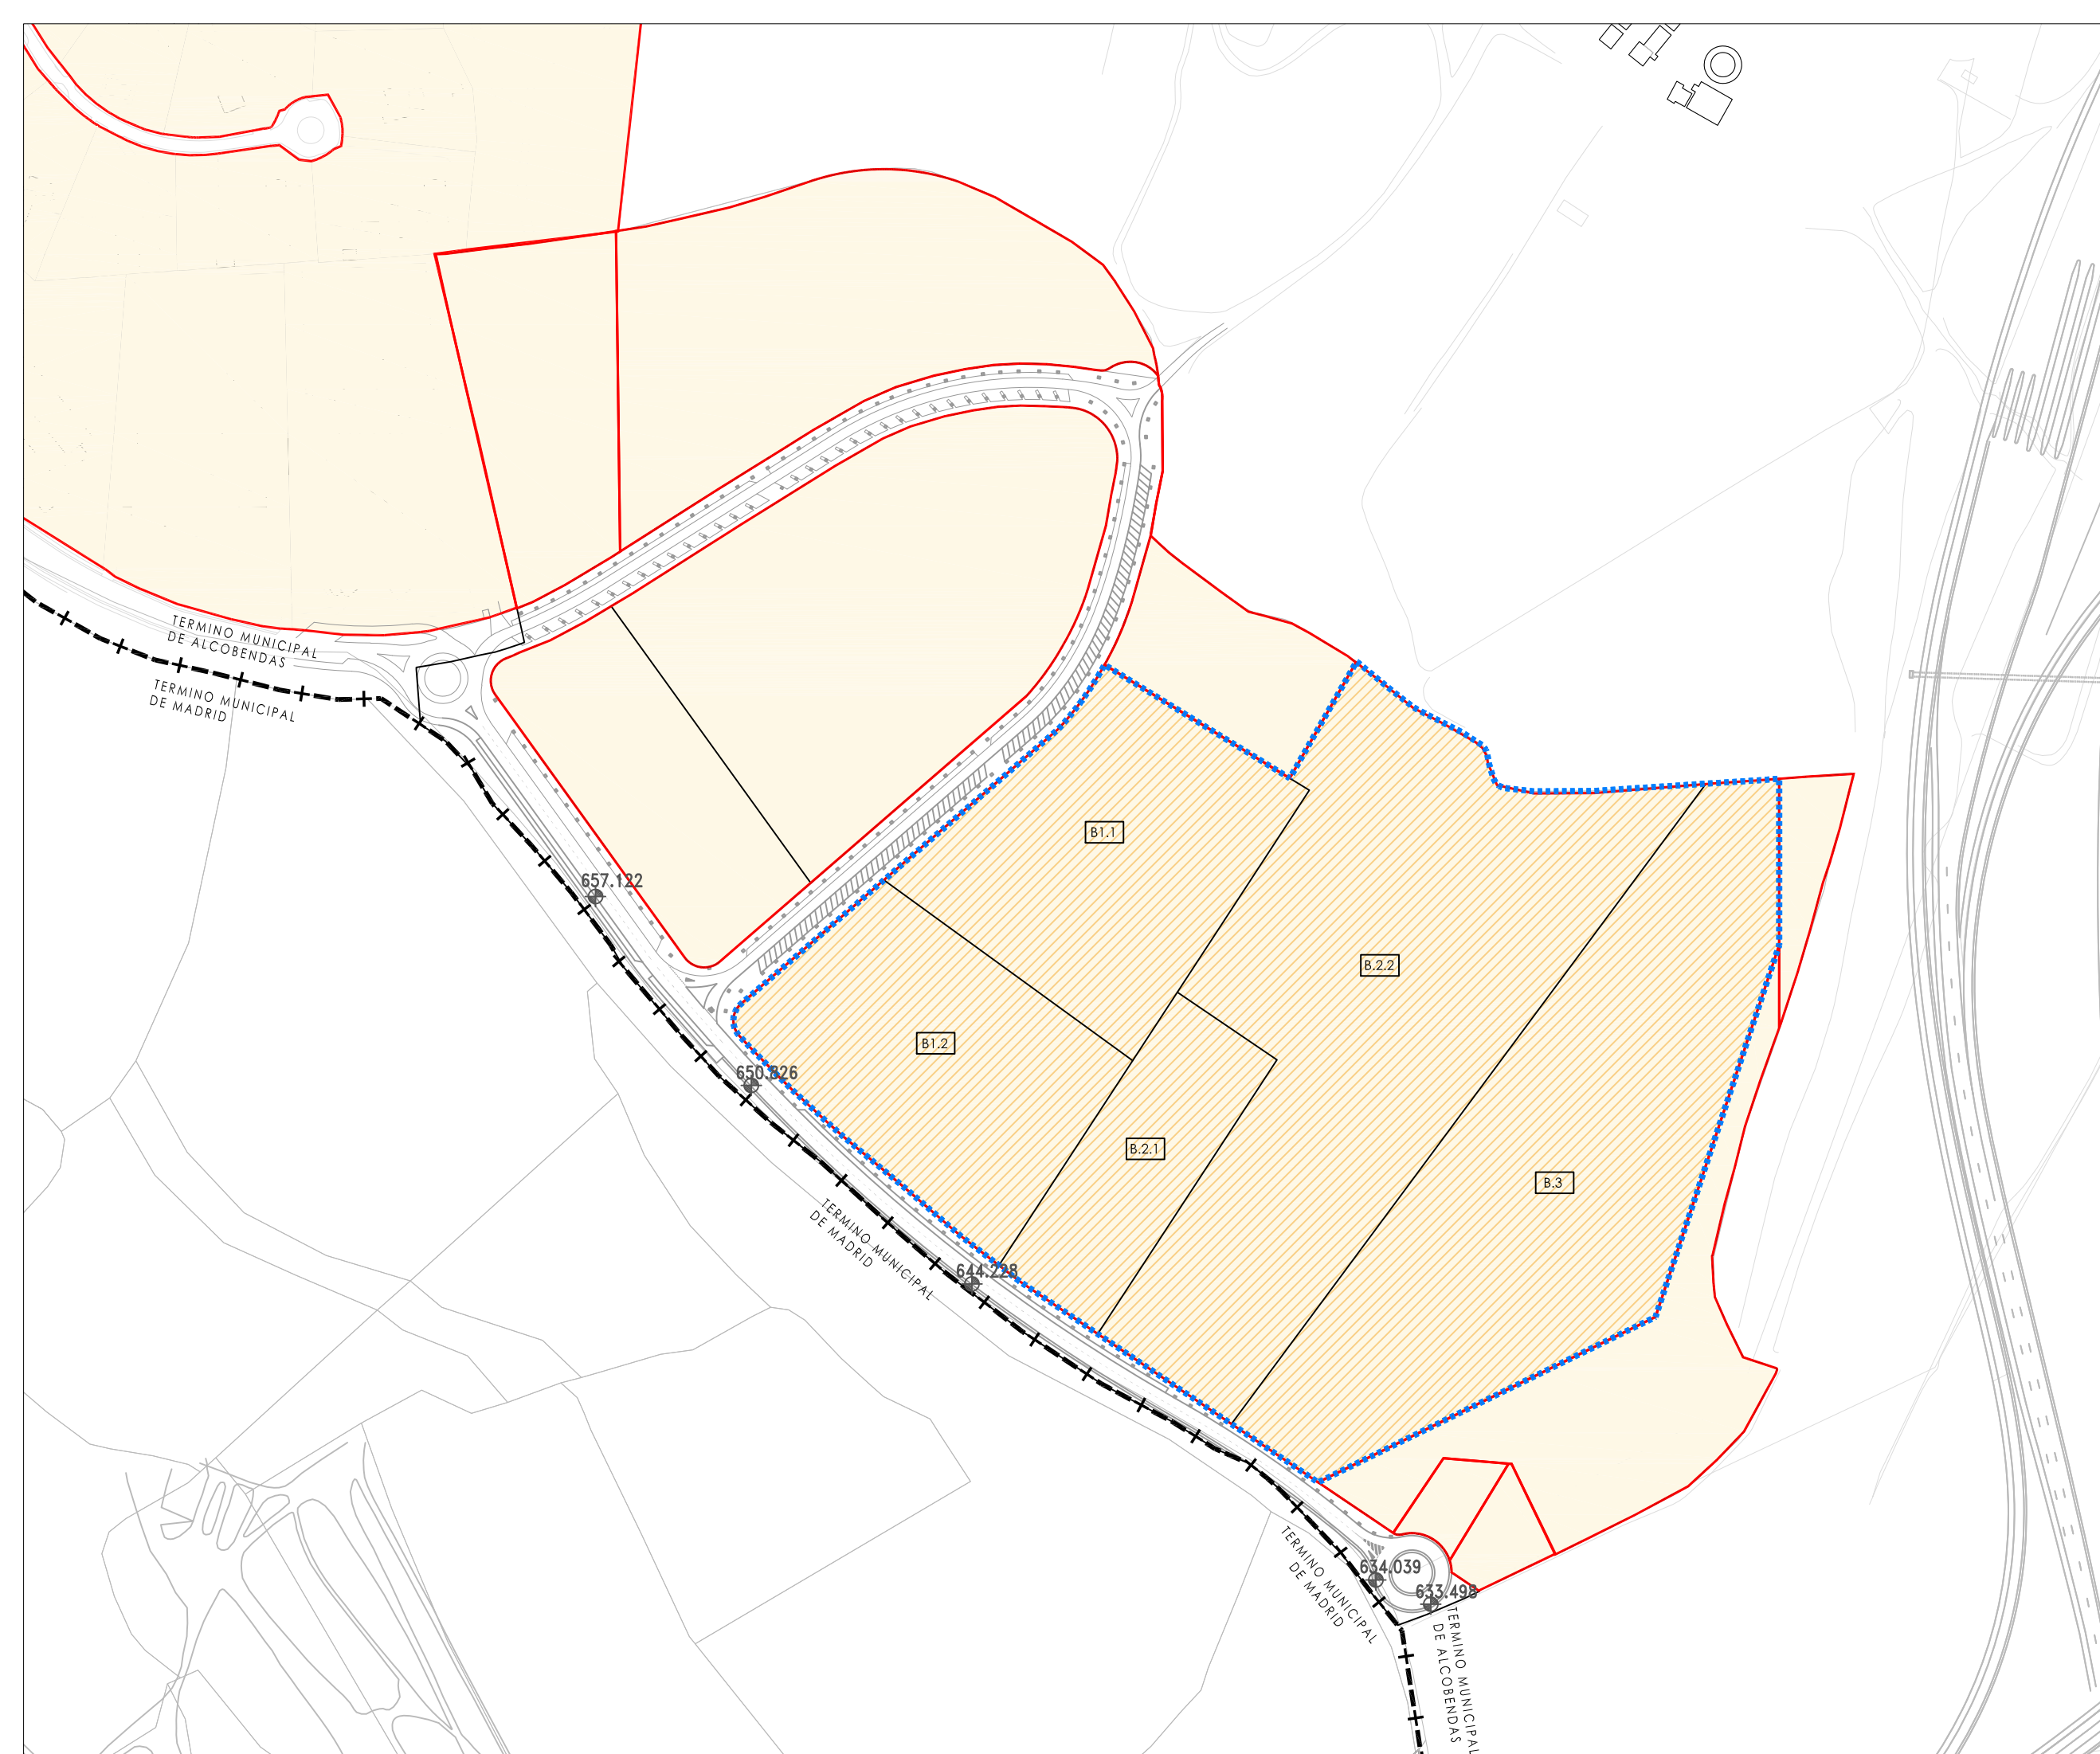 TERMINO MUNICIPAL
DE ALCOBENDAS
TERMINO MUNICIPAL
DE MADRID
B1.1
657.122
B.2.2
B1.2
650.826
B.2.1
B.3
TERMINO MUNICIPAL
DE MADRID
644.228
TERMINO MUNICIPAL
DE MADRID
634.039
633.498
TERMINO MUNICIPAL
DE ALCOBENDAS